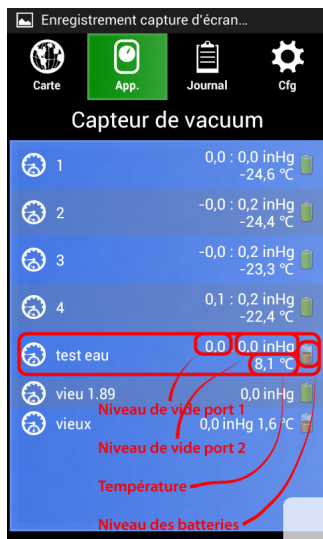 Enregistrement capture d'écran…
Carte App. Journal Cfg
Capteur de vacuum
1 0,0 : 0,0 inHg
-24,6 °C
2 -0,0 : 0,2 inHg
-24,4 °C
3 -0,0 : 0,2 inHg
-23,3 °C
4 0,1 : 0,2 inHg
-22,4 °C
test eau 0,0 0,0 inHg
8,1 °C
vieu 1.89 0,0 inHg
Niveau de vide port 1
vieux 0,0 inHg 1,6 °C
Niveau de vide port 2
Température
Niveau des batteries